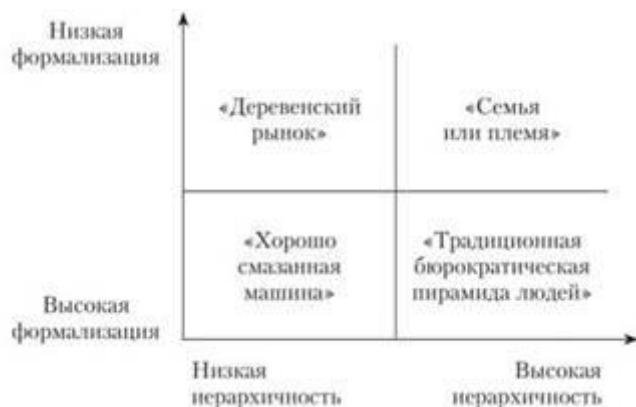 Низкая
формализация
«Деревенский
рынок»
«Семья
или племя»
«Хорошо
смазанная
машина»
«Традиционная
бюрократическая
пирамида людей»
Высокая
формализация
Низкая
иерархичность
Высокая
иерархичность